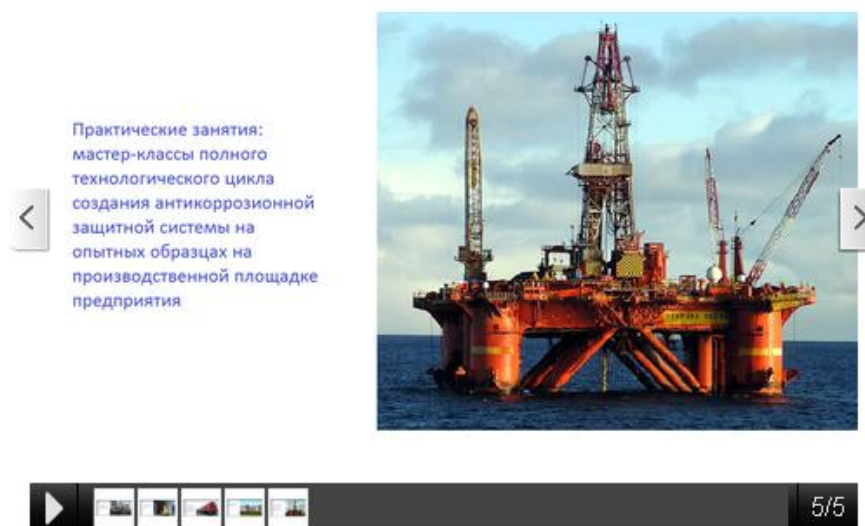 Практические занятия:
мастер-классы полного
технологического цикла
создания антикоррозионной
защитной системы на
опытных образцах на
производственной площадке
предприятия
5/5